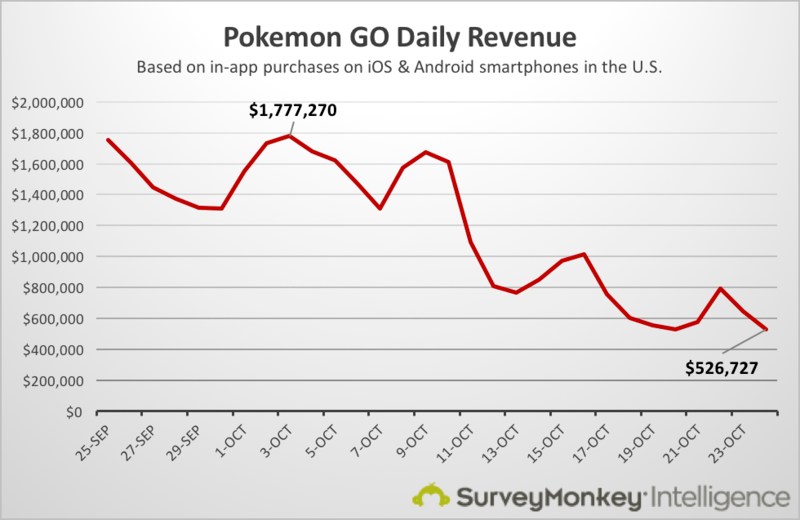 Pokemon GO Daily Revenue
Based on in-app purchases on iOS & Android smartphones in the U.S.
$2,000,000
$1,800,000
$1,600,000
$1,400,000
$1,200,000
$1,000,000
$800,000
$600,000
$400,000
$200,000
$0
$1,777,270
$526,727
25-SEP
27-SEP
29-SEP
1-OCT
3-OCT
5-OCT
7-OCT
9-OCT
11-OCT
13-OCT
15-OCT
17-OCT
19-OCT
21-OCT
23-OCT
SurveyMonkey Intelligence